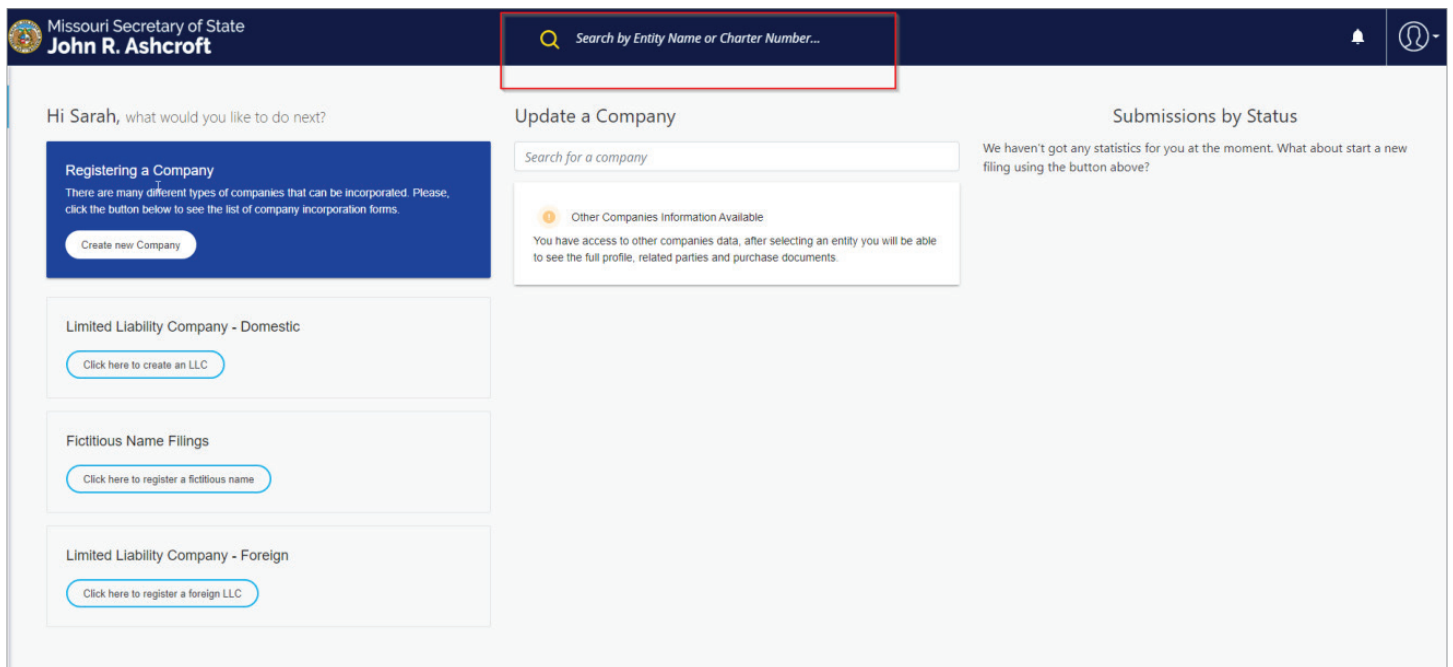 Missouri Secretary of State
John R. Ashcroft
Search by Entity Name or Charter Number...
Hi Sarah, what would you like to do next?
Registering a Company
There are many different types of companies that can be incorporated. Please,
click the button below to see the list of company incorporation forms.
Create new Company
Limited Liability Company - Domestic
Click here to create an LLC
Fictitious Name Filings
Click here to register a fictitious name
Limited Liability Company - Foreign
Click here to register a foreign LLC
Update a Company
Search for a company
Other Companies Information Available
You have access to other companies data, after selecting an entity you will be able
to see the full profile, related parties and purchase documents.
Submissions by Status
We haven't got any statistics for you at the moment. What about start a new
filing using the button above?